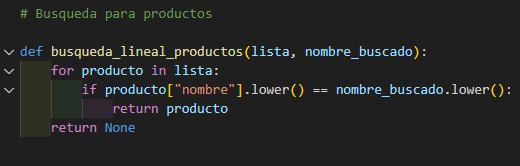 # Busqueda para productos
def busqueda_lineal_productos(lista, nombre_buscado):
for producto in lista:
if producto["nombre"].lower() == nombre_buscado.lower():
return producto
return None